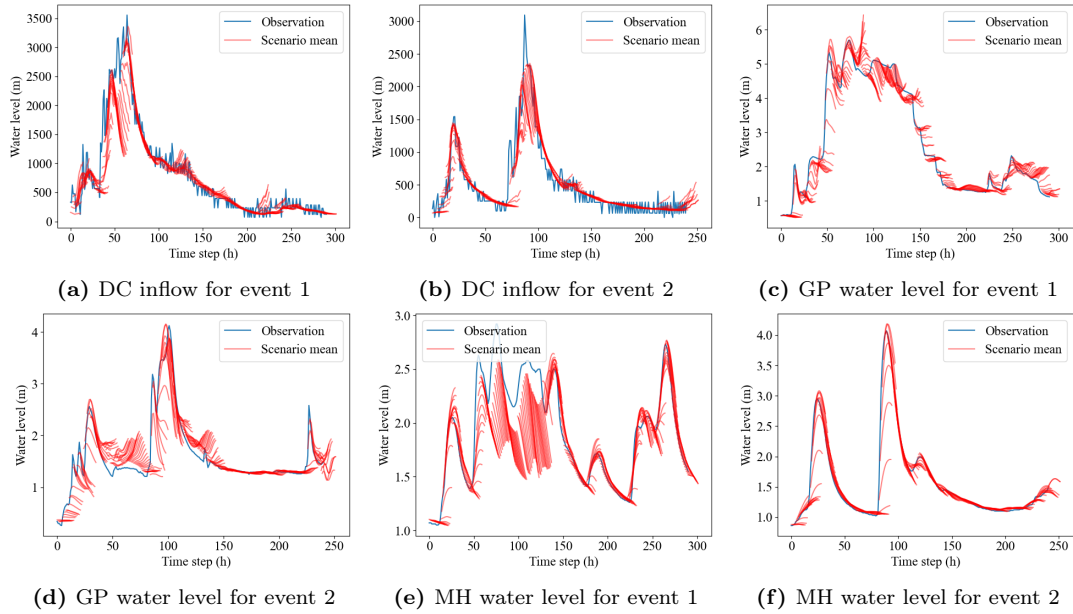 Observation
Scenario mean
3500
3000
2500
2000
1500
1000
500
0
Water level (m)
0 50 100 150 200 250 300
Time step (h)
(a) DC inflow for event 1
Observation
Scenario mean
3000
2500
2000
1500
1000
500
0
Water level (m)
0 50 100 150 200 250
Time step (h)
(b) DC inflow for event 2
Observation
Scenario mean
6
5
4
3
2
1
Water level (m)
0 50 100 150 200 250 300
Time step (h)
(c) GP water level for event 1
Observation
Scenario mean
4
3
2
1
Water level (m)
0 50 100 150 200 250
Time step (h)
(d) GP water level for event 2
Observation
Scenario mean
3.0
2.5
2.0
1.5
1.0
Water level (m)
0 50 100 150 200 250 300
Time step (h)
(e) MH water level for event 1
Observation
Scenario mean
4.0
3.5
3.0
2.5
2.0
1.5
1.0
Water level (m)
0 50 100 150 200 250
Time step (h)
(f) MH water level for event 2